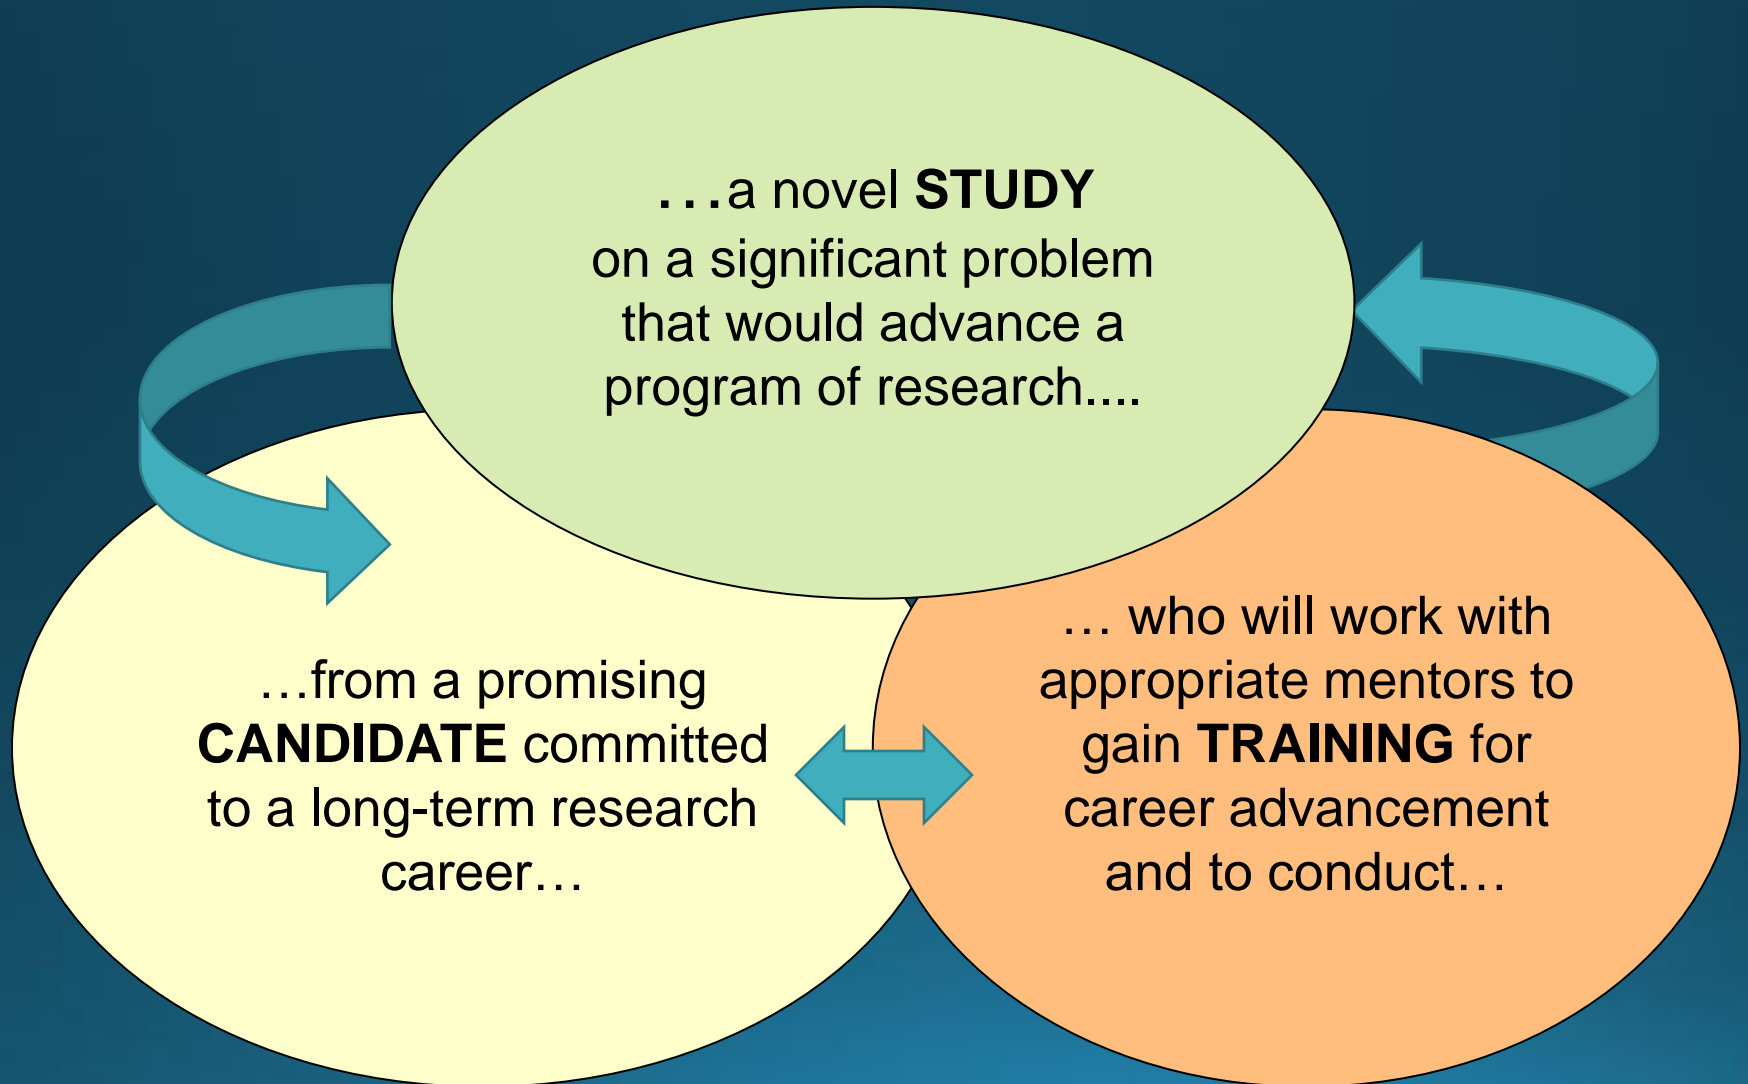 …a novel STUDY
on a significant problem
that would advance a
program of research....
…from a promising
CANDIDATE committed
to a long-term research
career…
… who will work with
appropriate mentors to
gain TRAINING for
career advancement
and to conduct…